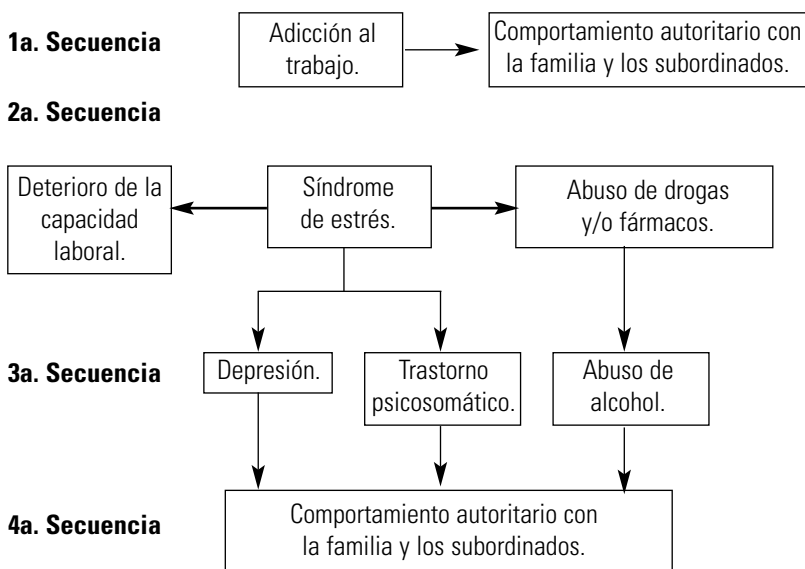 1a. Secuencia
Adicción al
trabajo.
Comportamiento autoritario con
la familia y los subordinados.
2a. Secuencia
Deterioro de la
capacidad
laboral.
Síndrome
de estrés.
Abuso de drogas
y/o fármacos.
3a. Secuencia
Depresión.
Trastorno
psicosomático.
Abuso de
alcohol.
4a. Secuencia
Comportamiento autoritario con
la familia y los subordinados.